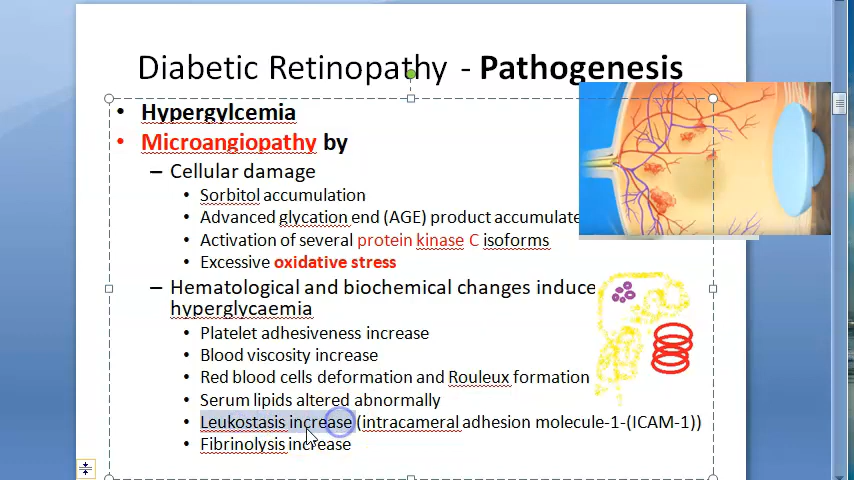 Diabetic Retinopathy - Pathogenesis
• Hypergylcemia
• Microangiopathy by
– Cellular damage
• Sorbitol accumulation
• Advanced glycation end (AGE) product accumulate
• Activation of several protein kinase C isoforms
• Excessive oxidative stress
– Hematological and biochemical changes induce
hyperglycaemia
• Platelet adhesiveness increase
• Blood viscosity increase
• Red blood cells deformation and Rouleux formation
• Serum lipids altered abnormally
• Leukostasis increase (intracameral adhesion molecule-1-(ICAM-1))
• Fibrinolysis increase